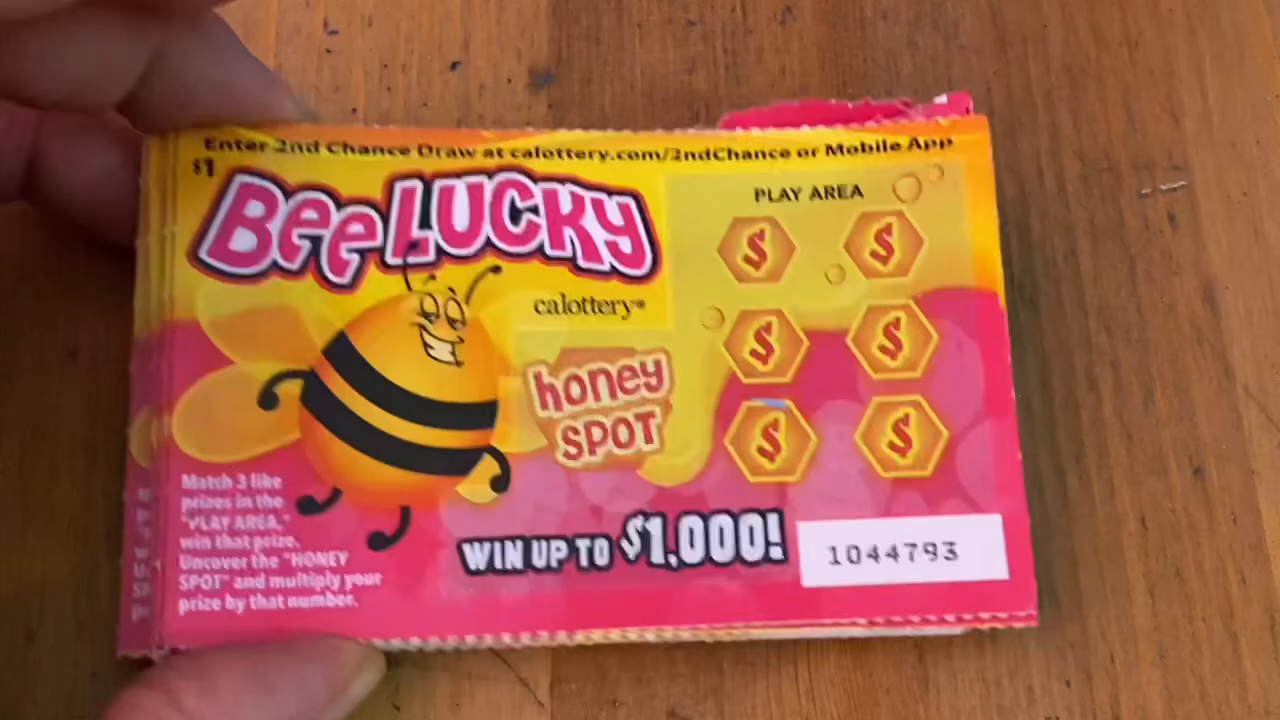 Enter 2nd Chance Draw at calottery.com/2ndChance or Mobile App
$1
Bee LUCKY
calottery®
honey
SPOT
PLAY AREA
$ $
$ $
$ $
Match 3 like
prizes in the
"PLAY AREA,"
win that prize.
Uncover the "HONEY
SPOT" and multiply your
prize by that number.
WIN UP TO $1,000!
1044793